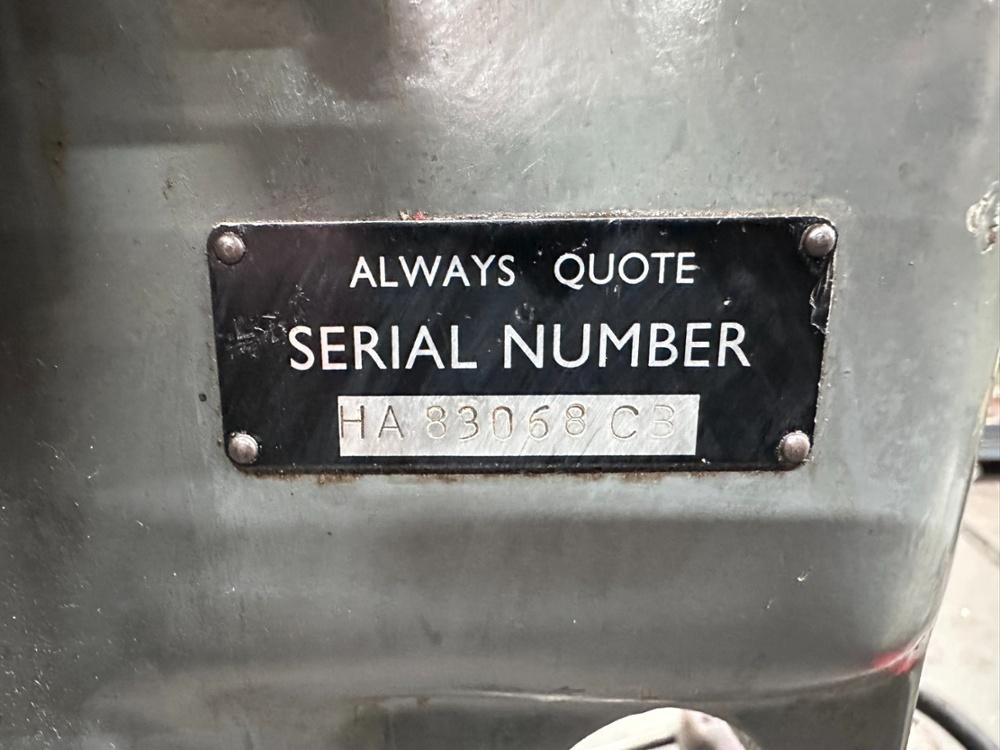 ALWAYS QUOTE
SERIAL NUMBER
HA 83068 CB